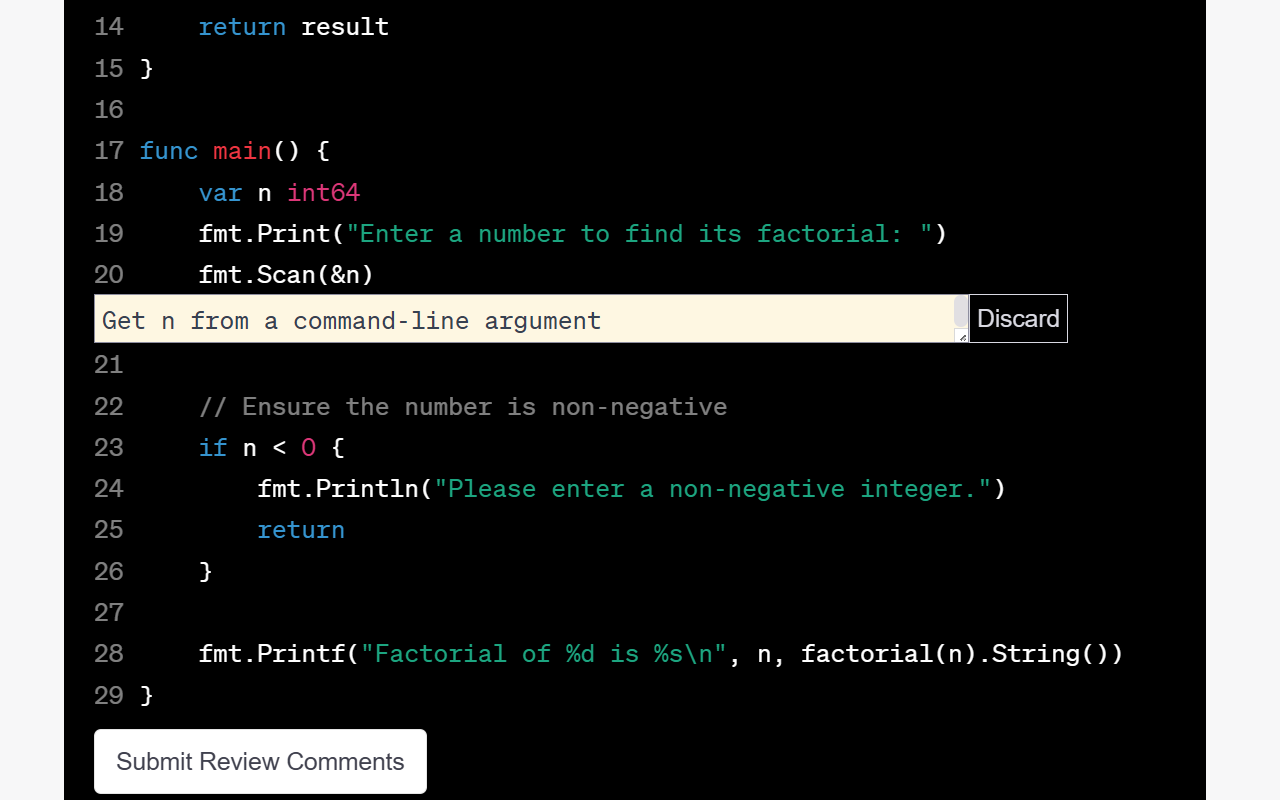 14     return result
15 }
16
17 func main() {
18     var n int64
19     fmt.Print("Enter a number to find its factorial: ")
20     fmt.Scan(&n)
Get n from a command-line argument Discard
21
22     // Ensure the number is non-negative
23     if n < 0 {
24         fmt.Println("Please enter a non-negative integer.")
25         return
26     }
27
28     fmt.Printf("Factorial of %d is %s\n", n, factorial(n).String())
29 }
Submit Review Comments